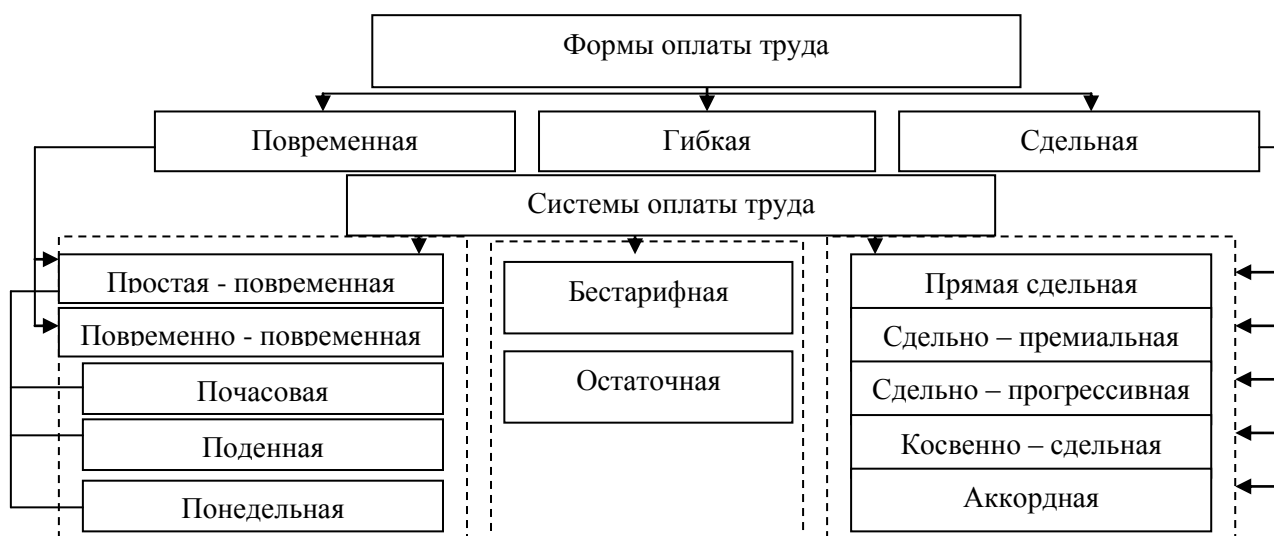 Формы оплаты труда
Повременная
Гибкая
Сдельная
Системы оплаты труда
Простая - повременная
Повременно - повременная
Почасовая
Поденная
Понедельная
Бестарифная
Остаточная
Прямая сдельная
Сдельно – премиальная
Сдельно – прогрессивная
Косвенно – сдельная
Аккордная